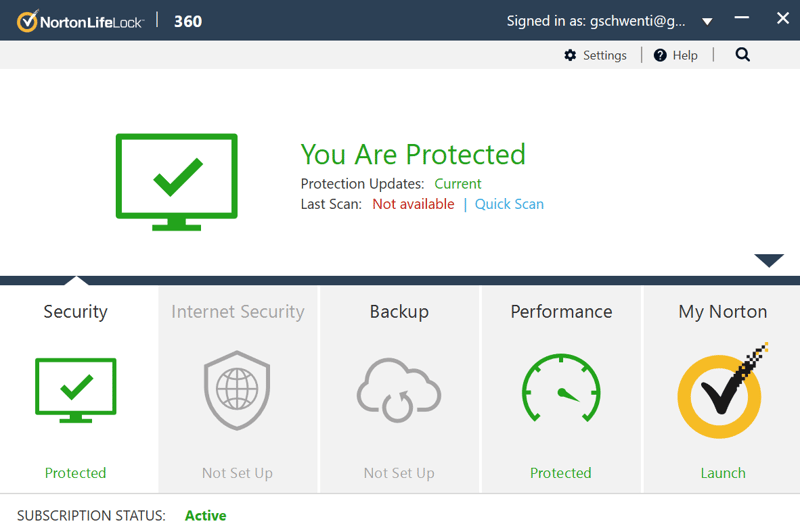 NortonLifeLock™ | 360 Signed in as: gschwenti@g...
Settings | Help |
You Are Protected
Protection Updates: Current
Last Scan: Not available | Quick Scan
Security Internet Security Backup Performance My Norton
Protected Not Set Up Not Set Up Protected Launch
SUBSCRIPTION STATUS: Active